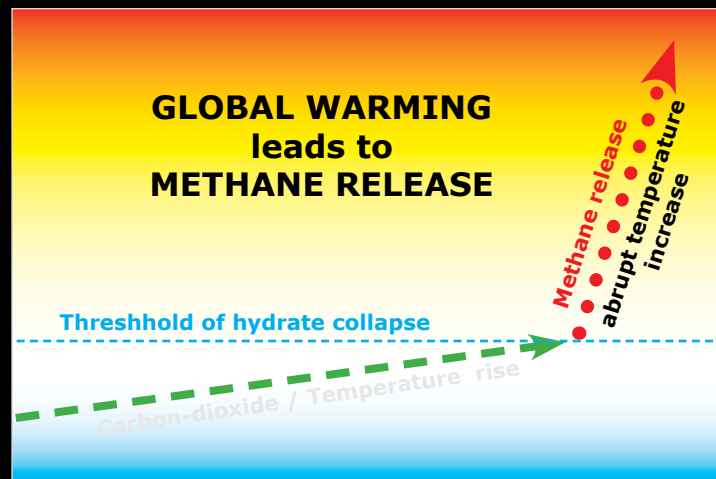 GLOBAL WARMING
leads to
METHANE RELEASE
Methane release
abrupt temperature
increase
Threshhold of hydrate collapse
Carbon-dioxide / Temperature rise